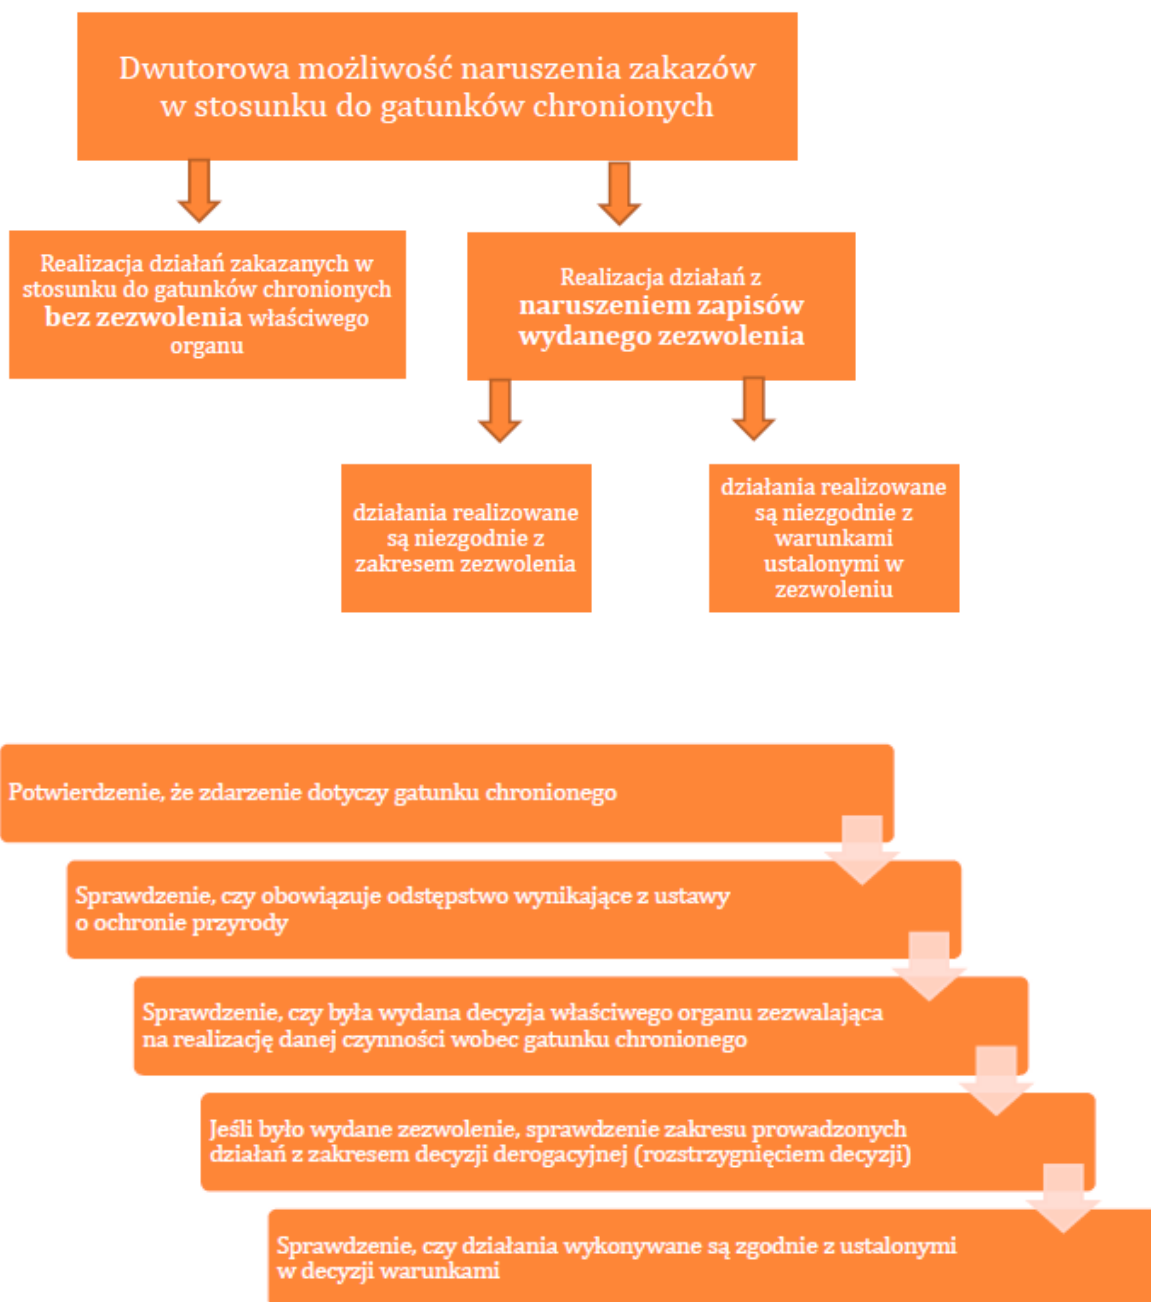 Dwutorowa możliwość naruszenia zakazów
w stosunku do gatunków chronionych
Realizacja działań zakazanych w
stosunku do gatunków chronionych
bez zezwolenia właściwego
organu
Realizacja działań z
naruszeniem zapisów
wydanego zezwolenia
działania realizowane
są niezgodnie z
zakresem zezwolenia
działania realizowane
są niezgodnie z
warunkami
ustalonymi w
zezwoleniu
Potwierdzenie, że zdarzenie dotyczy gatunku chronionego
Sprawdzenie, czy obowiązuje odstępstwo wynikające z ustawy
o ochronie przyrody
Sprawdzenie, czy była wydana decyzja właściwego organu zezwalająca
na realizację danej czynności wobec gatunku chronionego
Jeśli było wydane zezwolenie, sprawdzenie zakresu prowadzonych
działań z zakresem decyzji derogacyjnej (rozstrzygnięciem decyzji)
Sprawdzenie, czy działania wykonywane są zgodnie z ustalonymi
w decyzji warunkami